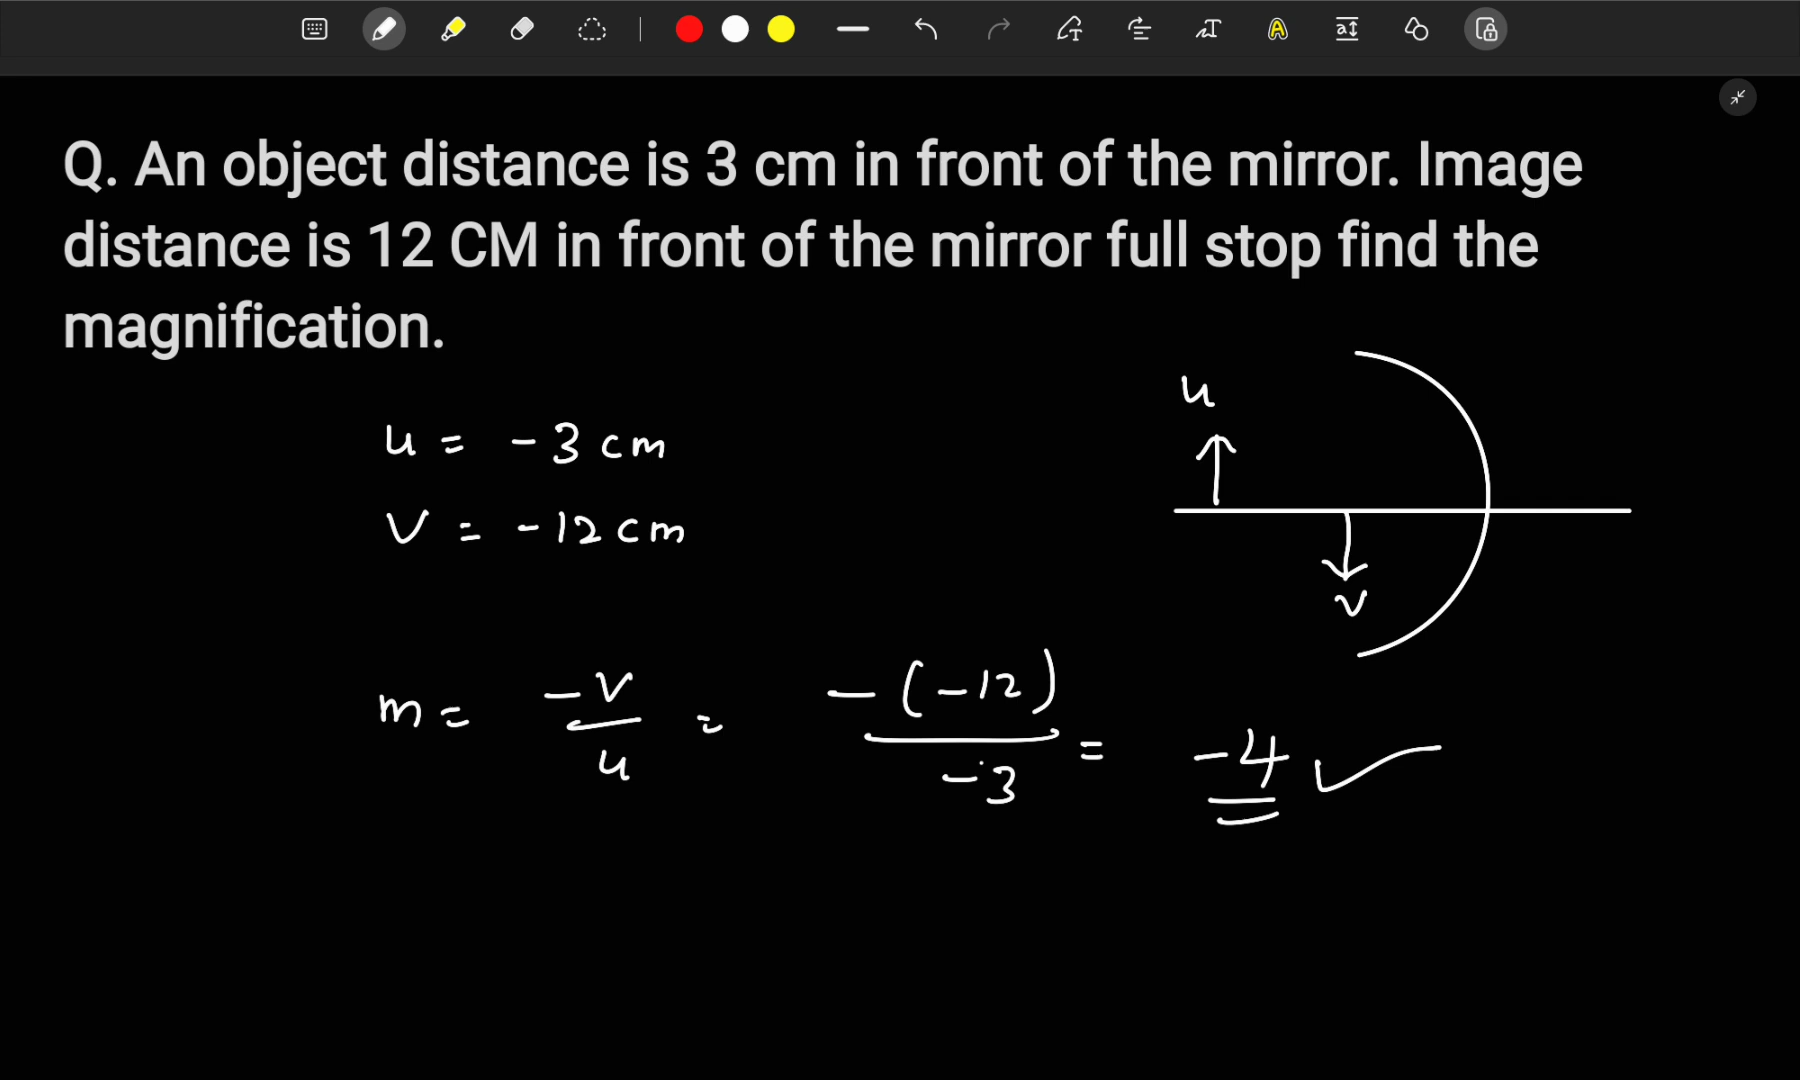 Q. An object distance is 3 cm in front of the mirror. Image
distance is 12 CM in front of the mirror full stop find the
magnification.
u
u = -3 cm
v = -12 cm
v
m = -v/u = -(-12)/-3 = -4 ✓